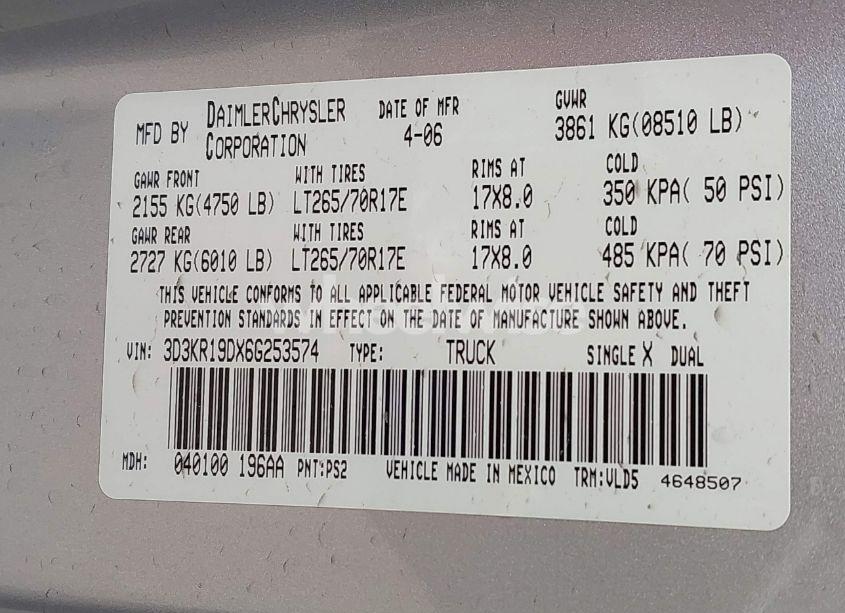 MFD BY DAIMLERCHRYSLER CORPORATION DATE OF MFR 4-06 GVWR 3861 KG(08510 LB)
GAWR FRONT WITH TIRES RIMS AT COLD
2155 KG(4750 LB) LT265/70R17E 17X8.0 350 KPA( 50 PSI)
GAWR REAR WITH TIRES RIMS AT COLD
2727 KG(6010 LB) LT265/70R17E 17X8.0 485 KPA( 70 PSI)
THIS VEHICLE CONFORMS TO ALL APPLICABLE FEDERAL MOTOR VEHICLE SAFETY AND THEFT
PREVENTION STANDARDS IN EFFECT ON THE DATE OF MANUFACTURE SHOWN ABOVE.
VIN: 3D3KR19DX6G253574 TYPE: TRUCK SINGLE X DUAL
MDH: 040100 196AA PNT:PS2 VEHICLE MADE IN MEXICO TRM:VLD5 4648507